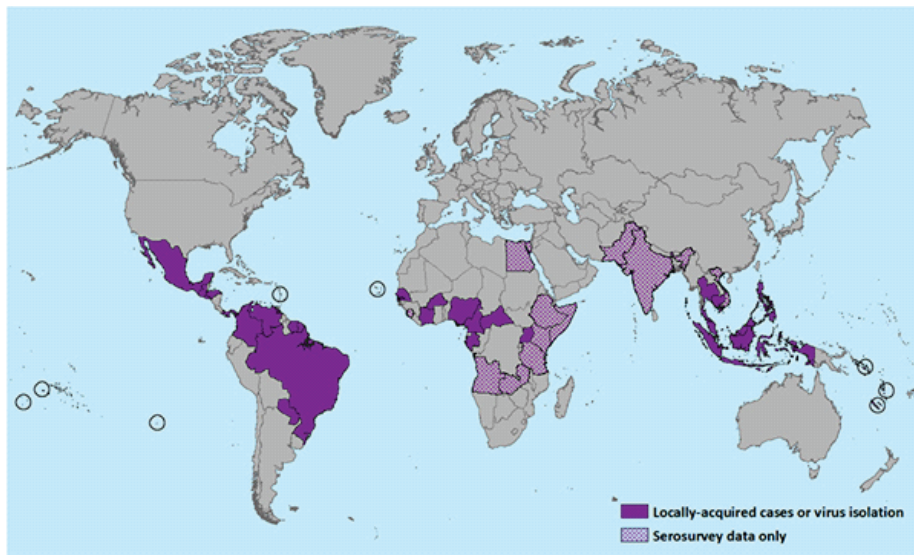 Locally-acquired cases or virus isolation
Serosurvey data only